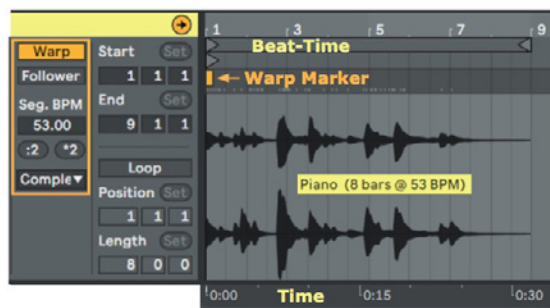 1 3 5 7 9
Warp Start Set Beat-Time
Follower 1 1 1 ← Warp Marker
Seg. BPM End Set
53.00 9 1 1
:2 *2
Loop
Comple▼ Position Set Piano (8 bars @ 53 BPM)
1 1 1
Length Set
8 0 0
0:00 Time 0:15 0:30